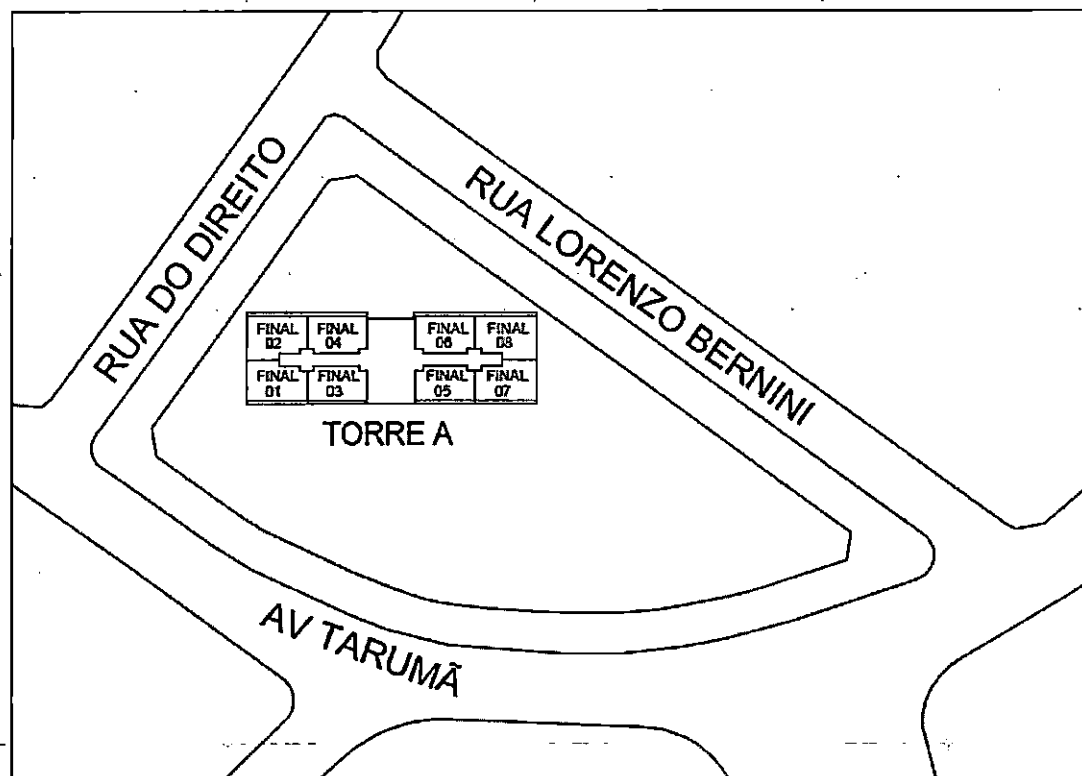 RUA DO DIREITO
RUA LORENZO BERNINI
FINAL 02
FINAL 04
FINAL 06
FINAL 08
FINAL 01
FINAL 03
FINAL 05
FINAL 07
TORRE A
AV TARUMÃ